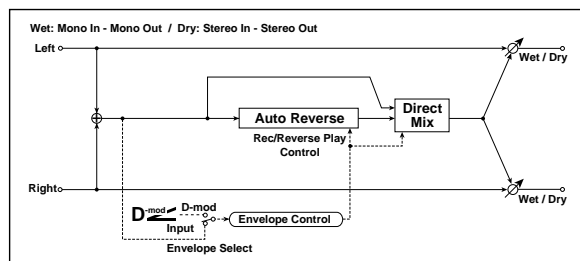 Wet: Mono In - Mono Out / Dry: Stereo In - Stereo Out
Left
Wet / Dry
Auto Reverse
Direct
Mix
Rec/Reverse Play
Control
Right
Wet / Dry
D-mod
D-mod
Input
Envelope Control
Envelope Select